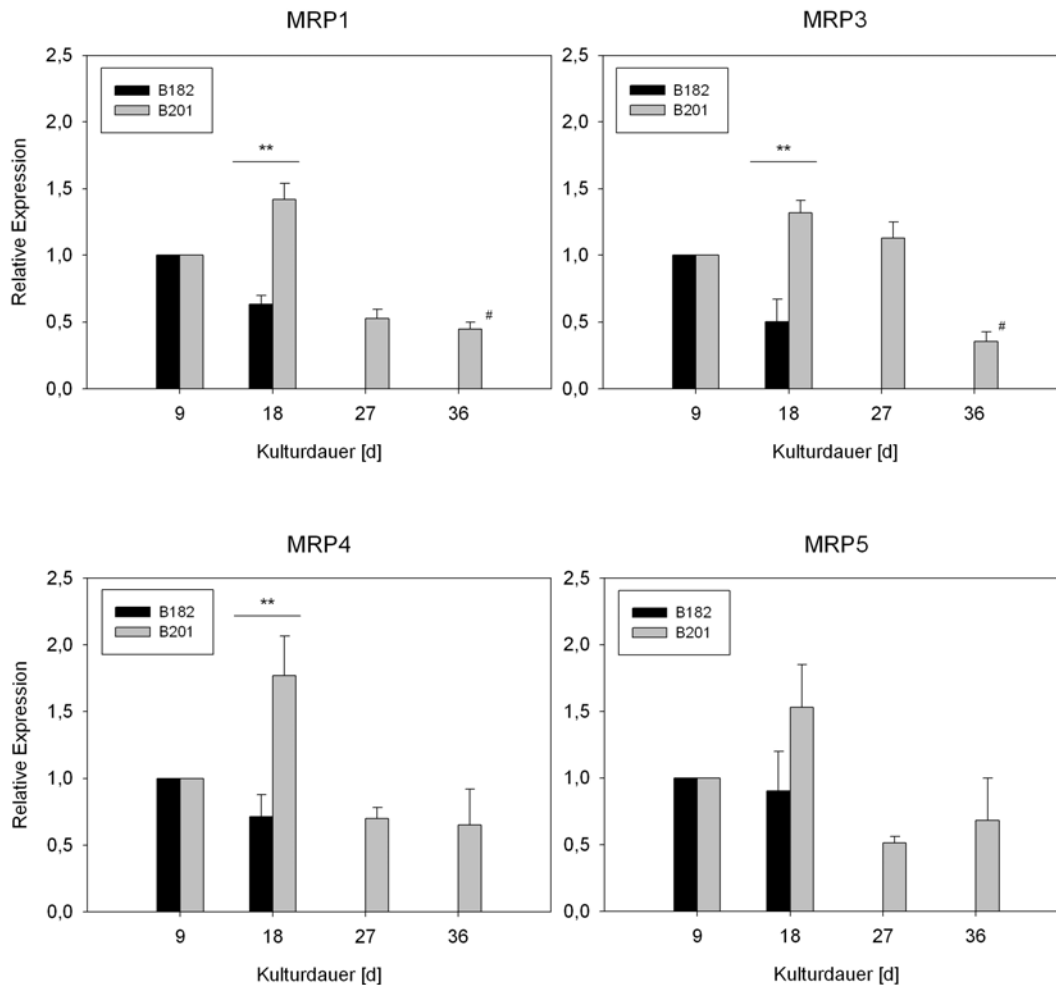 MRP1
2,5
2,0
1,5
1,0
0,5
0,0
Relative Expression
B182
B201
**
#
9 18 27 36
Kulturdauer [d]
MRP3
2,5
2,0
1,5
1,0
0,5
0,0
B182
B201
**
#
9 18 27 36
Kulturdauer [d]
MRP4
2,5
2,0
1,5
1,0
0,5
0,0
Relative Expression
B182
B201
**
9 18 27 36
Kulturdauer [d]
MRP5
2,5
2,0
1,5
1,0
0,5
0,0
B182
B201
9 18 27 36
Kulturdauer [d]